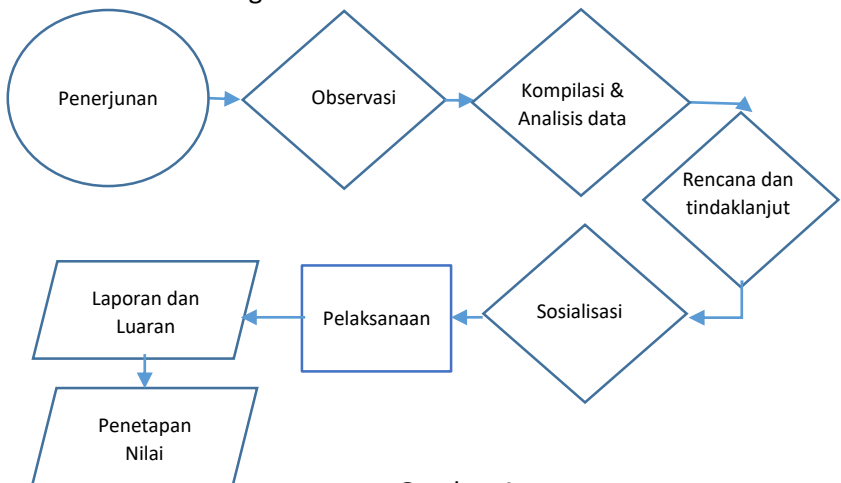 Penerjunan
Observasi
Kompilasi &
Analisis data
Rencana dan
tindaklanjut
Sosialisasi
Pelaksanaan
Laporan dan
Luaran
Penetapan
Nilai